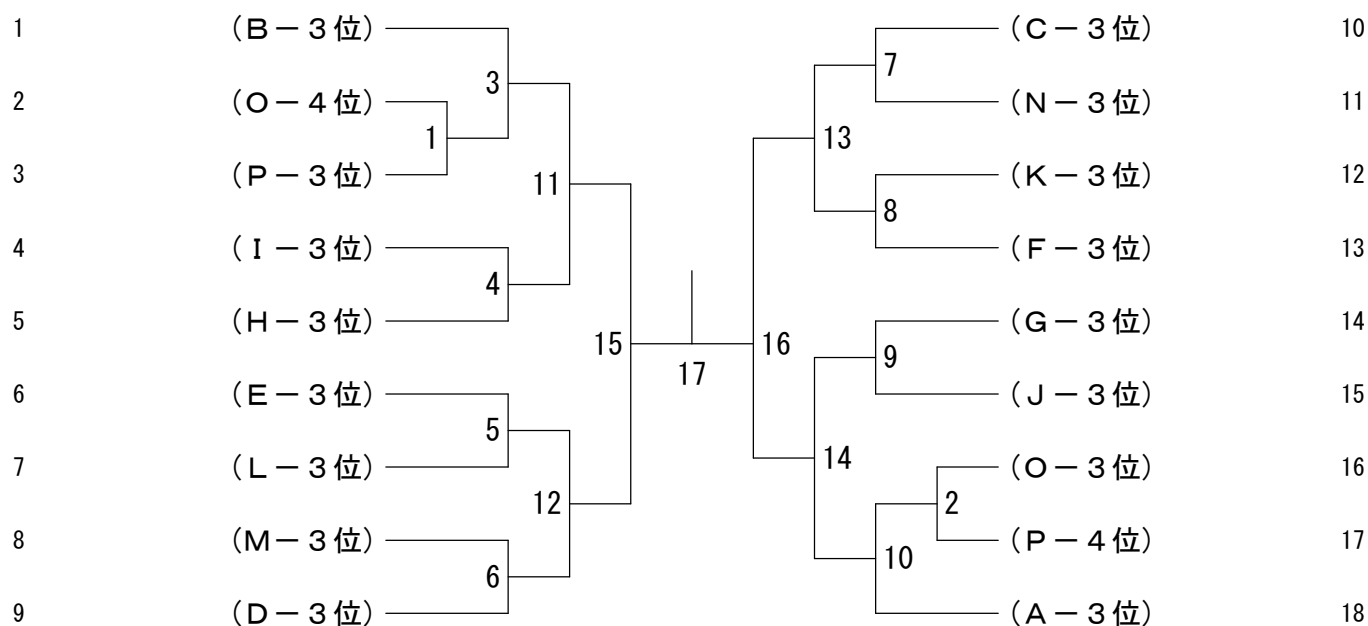 1 (B－3位) (C－3位) 10
3 7
2 (O－4位) (N－3位) 11
1 13
3 (P－3位) (K－3位) 12
11 8
4 (I－3位) (F－3位) 13
4
5 (H－3位) (G－3位) 14
15 16 9
17
6 (E－3位) (J－3位) 15
5
7 (L－3位) 14 (O－3位) 16
12 2
8 (M－3位) (P－4位) 17
6 10
9 (D－3位) (A－3位) 18